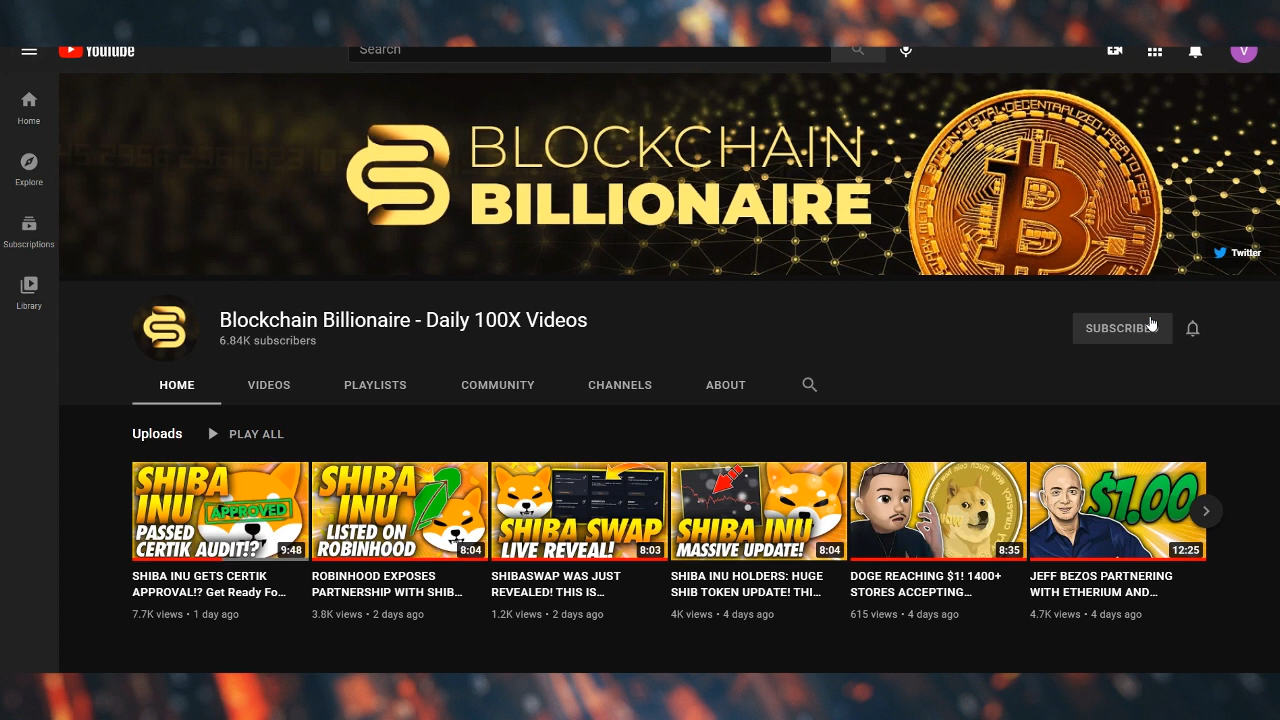 YouTube
Search
V
Home
Explore
Subscriptions
Library
BLOCKCHAIN
BILLIONAIRE
Twitter
Blockchain Billionaire - Daily 100X Videos
6.84K subscribers
SUBSCRIBE
HOME VIDEOS PLAYLISTS COMMUNITY CHANNELS ABOUT
Uploads PLAY ALL
SHIBA
INU
APPROVED
PASSED
CERTIK AUDIT!?
9:48
SHIBA
INU
LISTED ON
ROBINHOOD
8:04
SHIBA SWAP
LIVE REVEAL!
8:03
SHIBA INU
MASSIVE UPDATE!
8:04
8:35
$1.00
12:25
SHIBA INU GETS CERTIK
APPROVAL!? Get Ready Fo...
7.7K views • 1 day ago
ROBINHOOD EXPOSES
PARTNERSHIP WITH SHIB...
3.8K views • 2 days ago
SHIBASWAP WAS JUST
REVEALED! THIS IS...
1.2K views • 2 days ago
SHIBA INU HOLDERS: HUGE
SHIB TOKEN UPDATE! THI...
4K views • 4 days ago
DOGE REACHING $1! 1400+
STORES ACCEPTING...
615 views • 4 days ago
JEFF BEZOS PARTNERING
WITH ETHERIUM AND...
4.7K views • 4 days ago